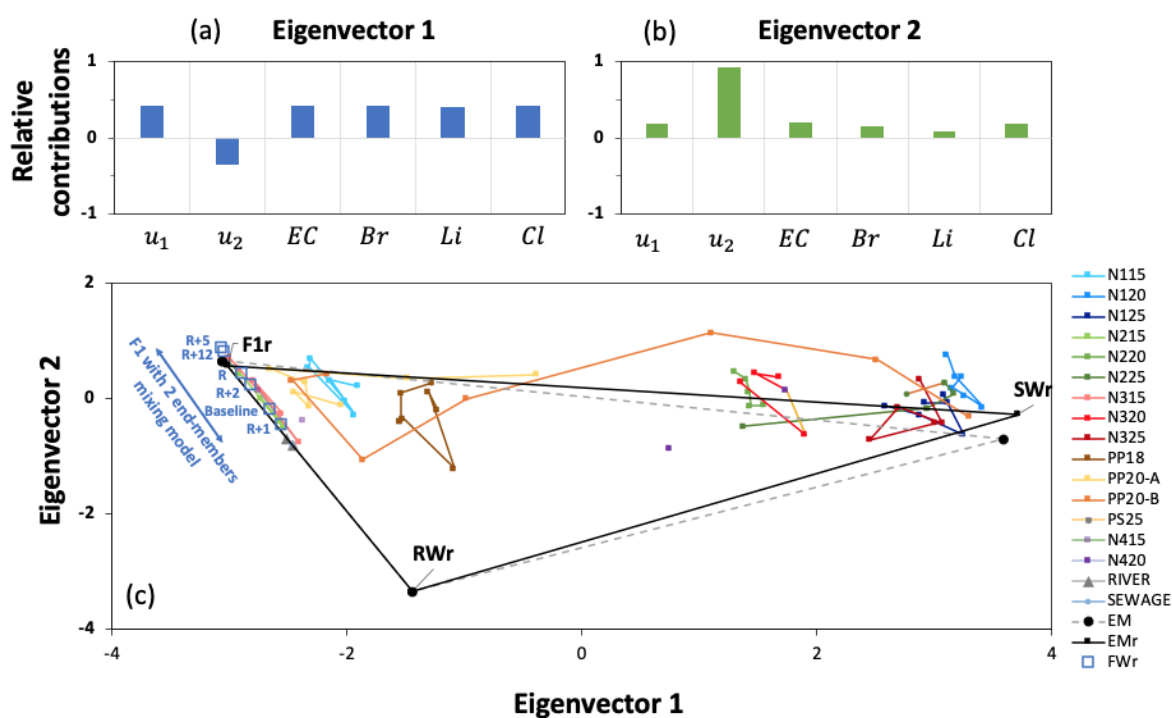 (a) Eigenvector 1
(b) Eigenvector 2
Relative
contributions
1
0
-1
u1 u2 EC Br Li Cl
1
0
-1
u1 u2 EC Br Li Cl
Eigenvector 2
2
0
-2
-4
-4 -2 0 2 4
Eigenvector 1
(c)
R+5
R+12
R
R+2
Baseline
R+1
F1 with 2 end-members
mixing model
F1r
SWr
RWr
N115
N120
N125
N215
N220
N225
N315
N320
N325
PP18
PP20-A
PP20-B
PS25
N415
N420
RIVER
SEWAGE
EM
EMr
FWr